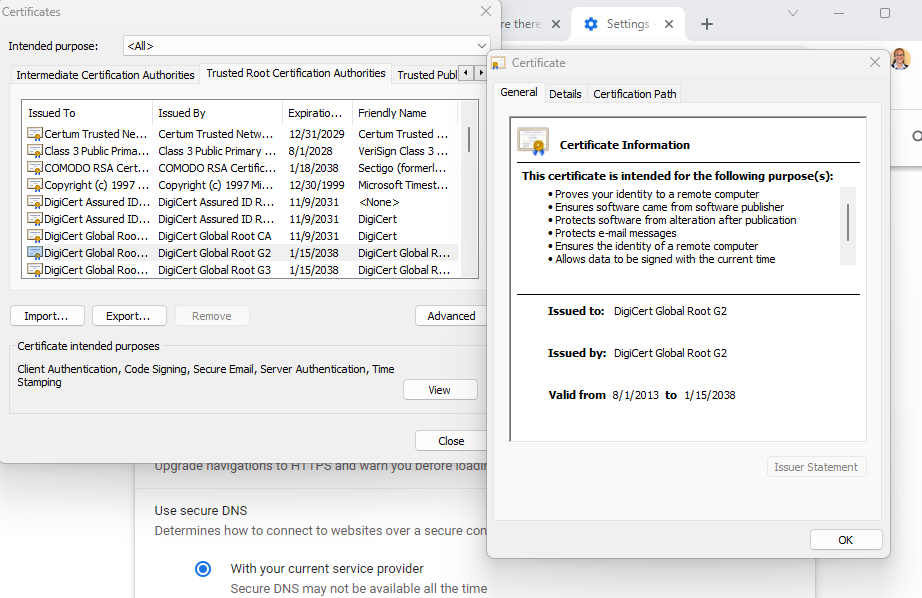 Certificates
Intended purpose:
<All>
Intermediate Certification Authorities
Trusted Root Certification Authorities
Trusted Publ
Issued To Issued By Expiratio... Friendly Name
Certum Trusted Ne... Certum Trusted Netw... 12/31/2029 Certum Trusted ...
Class 3 Public Prima... Class 3 Public Primary ... 8/1/2028 VeriSign Class 3 ...
COMODO RSA Cert... COMODO RSA Certific... 1/18/2038 Sectigo (formerl...
Copyright (c) 1997 ... Copyright (c) 1997 Mi... 12/30/1999 Microsoft Timest...
DigiCert Assured ID... DigiCert Assured ID R... 11/9/2031 <None>
DigiCert Assured ID... DigiCert Assured ID R... 11/9/2031 DigiCert
DigiCert Global Roo... DigiCert Global Root CA 11/9/2031 DigiCert
DigiCert Global Roo... DigiCert Global Root G2 1/15/2038 DigiCert Global R...
DigiCert Global Roo... DigiCert Global Root G3 1/15/2038 DigiCert Global R...
Import... Export... Remove Advanced
Certificate intended purposes
Client Authentication, Code Signing, Secure Email, Server Authentication, Time
Stamping
View
Close
re there
Settings
Certificate
General Details Certification Path
Certificate Information
This certificate is intended for the following purpose(s):
• Proves your identity to a remote computer
• Ensures software came from software publisher
• Protects software from alteration after publication
• Protects e-mail messages
• Ensures the identity of a remote computer
• Allows data to be signed with the current time
Issued to: DigiCert Global Root G2
Issued by: DigiCert Global Root G2
Valid from 8/1/2013 to 1/15/2038
Issuer Statement
OK
Upgrade navigations to HTTPS and warn you before loadin
Use secure DNS
Determines how to connect to websites over a secure con
With your current service provider
Secure DNS may not be available all the time